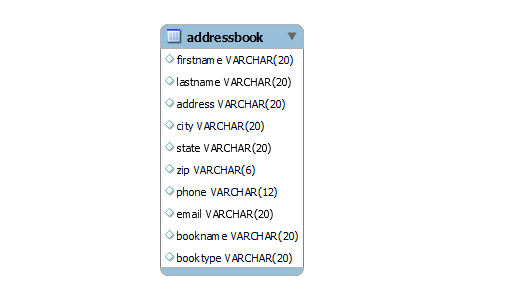 addressbook
firstname VARCHAR(20)
lastname VARCHAR(20)
address VARCHAR(20)
city VARCHAR(20)
state VARCHAR(20)
zip VARCHAR(6)
phone VARCHAR(12)
email VARCHAR(20)
bookname VARCHAR(20)
booktype VARCHAR(20)